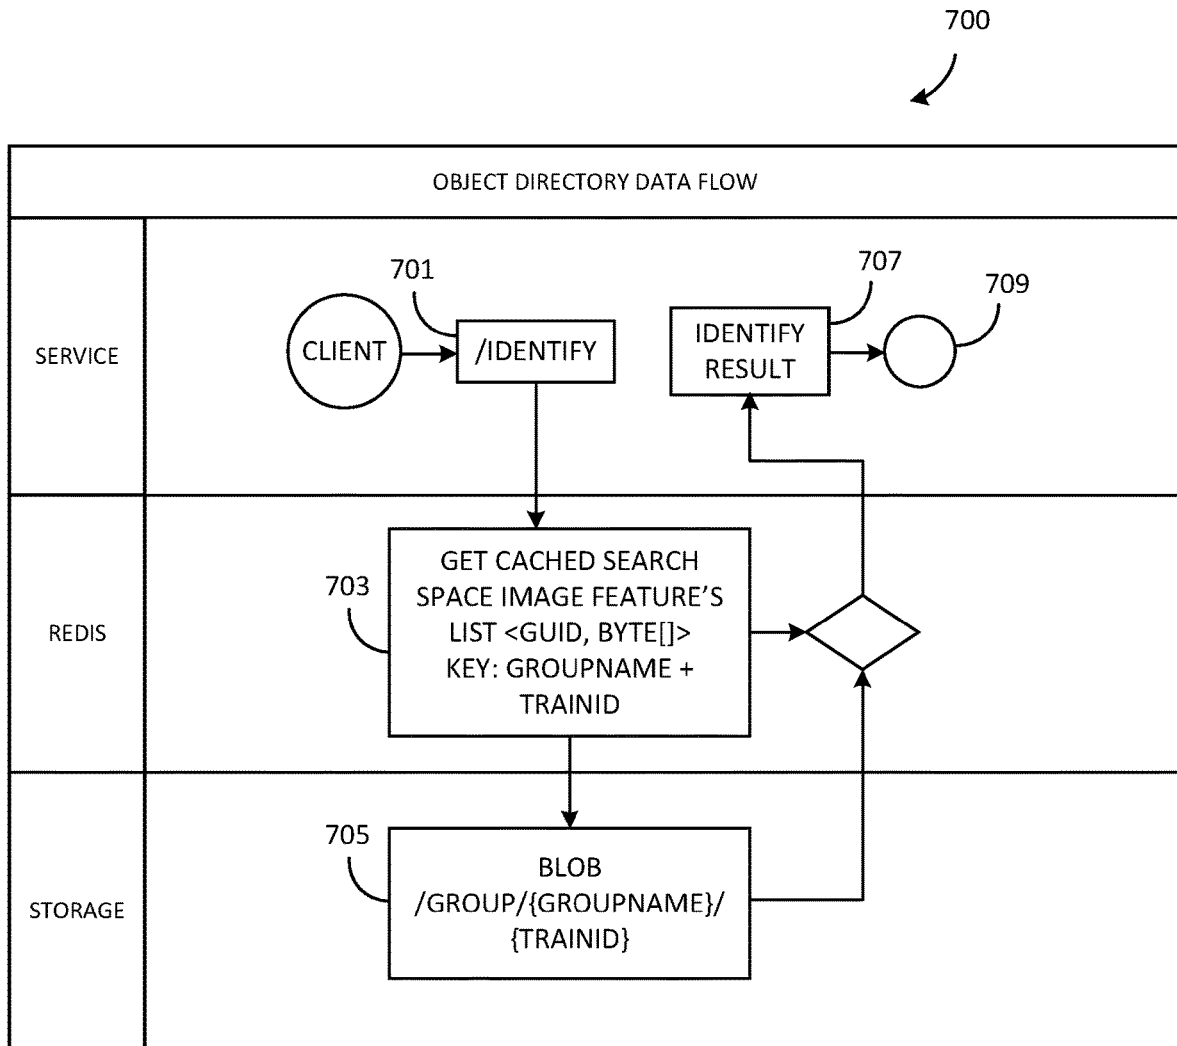 700
OBJECT DIRECTORY DATA FLOW
SERVICE
CLIENT
701
/IDENTIFY
707
IDENTIFY
RESULT
709
REDIS
703
GET CACHED SEARCH
SPACE IMAGE FEATURE'S
LIST <GUID, BYTE[]>
KEY: GROUPNAME +
TRAINID
STORAGE
705
BLOB
/GROUP/{GROUPNAME}/
{TRAINID}